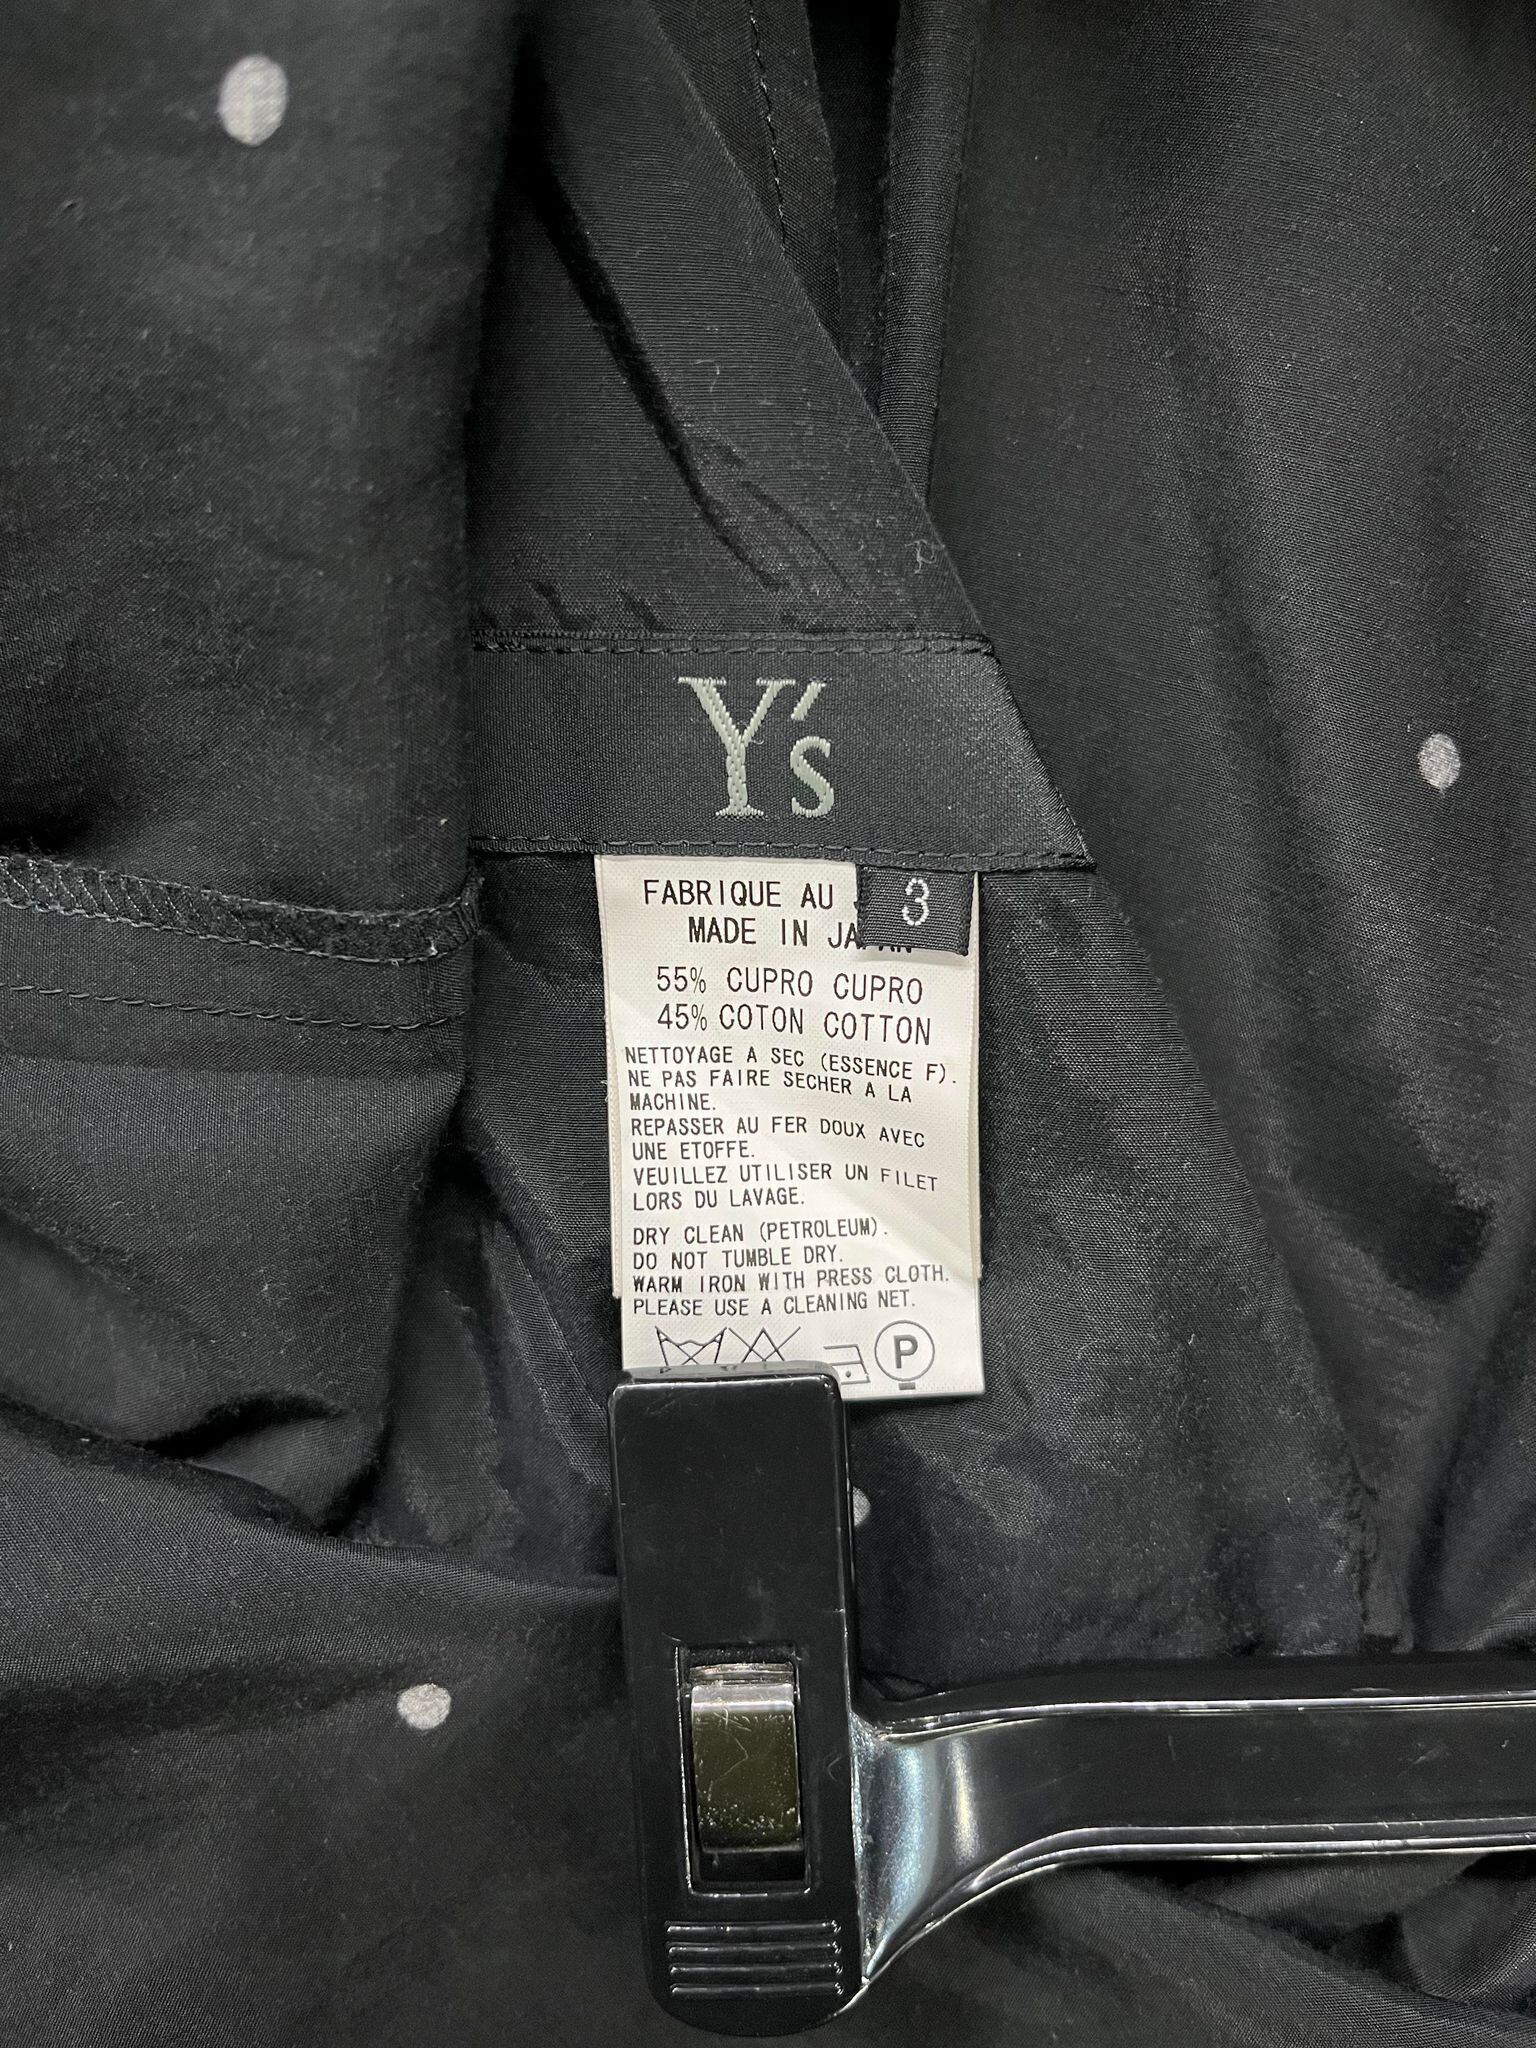 Y's
3
FABRIQUE AU
MADE IN JAPAN
55% CUPRO CUPRO
45% COTON COTTON
NETTOYAGE A SEC (ESSENCE F).
NE PAS FAIRE SECHER A LA
MACHINE.
REPASSER AU FER DOUX AVEC
UNE ETOFFE.
VEUILLEZ UTILISER UN FILET
LORS DU LAVAGE.
DRY CLEAN (PETROLEUM).
DO NOT TUMBLE DRY.
WARM IRON WITH PRESS CLOTH.
PLEASE USE A CLEANING NET.
P